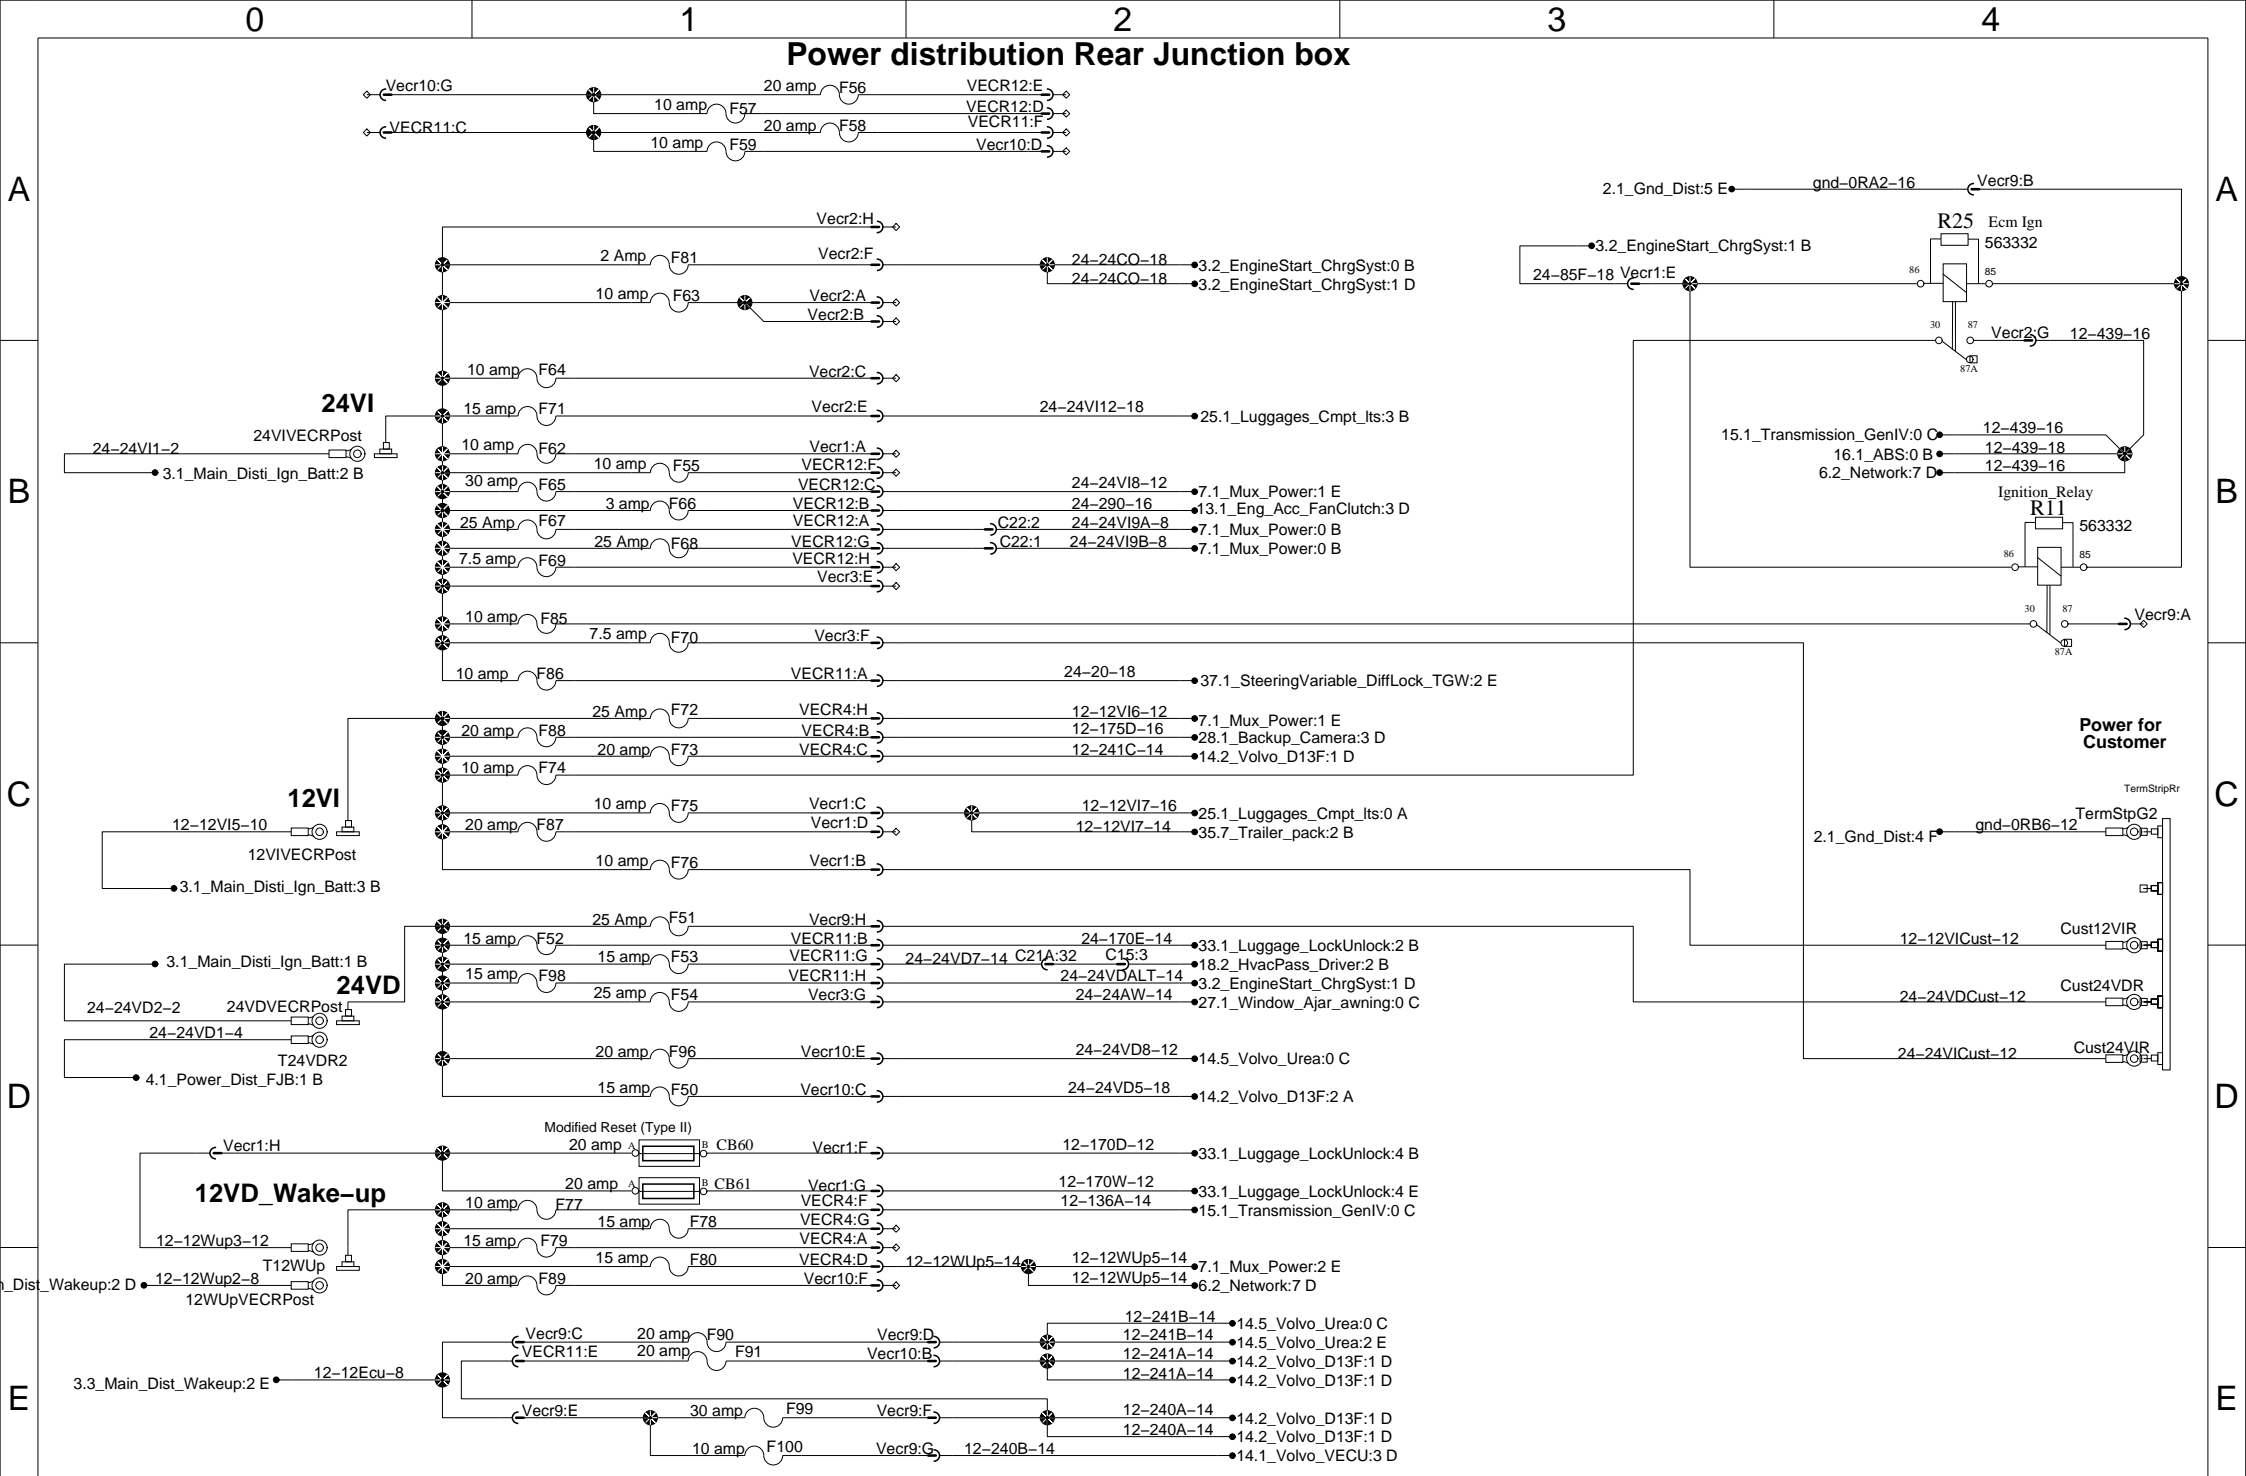 0 1 2 3 4
Power distribution Rear Junction box
Vecr10:G 20 amp F56 VECR12:E
10 amp F57 VECR12:D
VECR11:C 20 amp F58 VECR11:F
10 amp F59 Vecr10:D
A A
2.1_Gnd_Dist:5 E gnd-0RA2-16 Vecr9:B
Vecr2:H
R25 Ecm Ign
563332
2 Amp F81 Vecr2:F 24-24CO-18 3.2_EngineStart_ChrgSyst:0 B
24-24CO-18 3.2_EngineStart_ChrgSyst:1 D
3.2_EngineStart_ChrgSyst:1 B
24-85F-18 Vecr1:E 86 85
10 amp F63 Vecr2:A
Vecr2:B
30 87 Vecr2:G 12-439-16
87A
10 amp F64 Vecr2:C
24VI
15 amp F71 Vecr2:E 24-24VI12-18 25.1_Luggages_Cmpt_lts:3 B
24VIVECRPost
24-24VI1-2
3.1_Main_Disti_Ign_Batt:2 B
15.1_Transmission_GenIV:0 C 12-439-16
16.1_ABS:0 B 12-439-18
6.2_Network:7 D 12-439-16
10 amp F62 Vecr1:A
10 amp F55 VECR12:F
B B
30 amp F65 VECR12:C 24-24VI8-12 7.1_Mux_Power:1 E
3 amp F66 VECR12:B 24-290-16 13.1_Eng_Acc_FanClutch:3 D
25 Amp F67 VECR12:A C22:2 24-24VI9A-8 7.1_Mux_Power:0 B
25 Amp F68 VECR12:G C22:1 24-24VI9B-8 7.1_Mux_Power:0 B
7.5 amp F69 VECR12:H
Vecr3:E
Ignition_Relay
R11
563332
86 85
10 amp F85
30 87 Vecr9:A
87A
7.5 amp F70 Vecr3:F
10 amp F86 VECR11:A 24-20-18 37.1_SteeringVariable_DiffLock_TGW:2 E
25 Amp F72 VECR4:H 12-12VI6-12 7.1_Mux_Power:1 E
20 amp F88 VECR4:B 12-175D-16 28.1_Backup_Camera:3 D
20 amp F73 VECR4:C 12-241C-14 14.2_Volvo_D13F:1 D
10 amp F74
Power for
Customer
C C
12VI
12-12VI5-10
12VIVECRPost
3.1_Main_Disti_Ign_Batt:3 B
10 amp F75 Vecr1:C 12-12VI7-16 25.1_Luggages_Cmpt_lts:0 A
20 amp F87 Vecr1:D 12-12VI7-14 35.7_Trailer_pack:2 B
10 amp F76 Vecr1:B
TermStripRr
TermStpG2
2.1_Gnd_Dist:4 F gnd-0RB6-12
25 Amp F51 Vecr9:H
15 amp F52 VECR11:B 24-170E-14 33.1_Luggage_LockUnlock:2 B
12-12VICust-12 Cust12VIR
3.1_Main_Disti_Ign_Batt:1 B
15 amp F53 VECR11:G 24-24VD7-14 C21A:32 C15:3 18.2_HvacPass_Driver:2 B
24VD
15 amp F98 VECR11:H 24-24VDALT-14 3.2_EngineStart_ChrgSyst:1 D
25 amp F54 Vecr3:G 24-24AW-14 27.1_Window_Ajar_awning:0 C
24-24VDCust-12 Cust24VDR
24-24VD2-2 24VDVECRPost
24-24VD1-4
T24VDR2
4.1_Power_Dist_FJB:1 B
20 amp F96 Vecr10:E 24-24VD8-12 14.5_Volvo_Urea:0 C
24-24VICust-12 Cust24VIR
D D
15 amp F50 Vecr10:C 24-24VD5-18 14.2_Volvo_D13F:2 A
Modified Reset (Type II)
Vecr1:H 20 amp A B CB60 Vecr1:F 12-170D-12 33.1_Luggage_LockUnlock:4 B
12VD_Wake-up
20 amp A B CB61 Vecr1:G 12-170W-12 33.1_Luggage_LockUnlock:4 E
10 amp F77 VECR4:F 12-136A-14 15.1_Transmission_GenIV:0 C
15 amp F78 VECR4:G
12-12Wup3-12
15 amp F79 VECR4:A
T12WUp
15 amp F80 VECR4:D 12-12WUp5-14 12-12WUp5-14 7.1_Mux_Power:2 E
n_Dist_Wakeup:2 D 12-12Wup2-8
12WUpVECRPost
20 amp F89 Vecr10:F 12-12WUp5-14 6.2_Network:7 D
12-241B-14 14.5_Volvo_Urea:0 C
Vecr9:C 20 amp F90 Vecr9:D 12-241B-14 14.5_Volvo_Urea:2 E
VECR11:E 20 amp F91 Vecr10:B 12-241A-14 14.2_Volvo_D13F:1 D
3.3_Main_Dist_Wakeup:2 E 12-12Ecu-8
12-241A-14 14.2_Volvo_D13F:1 D
E E
Vecr9:E 30 amp F99 Vecr9:F 12-240A-14 14.2_Volvo_D13F:1 D
12-240A-14 14.2_Volvo_D13F:1 D
10 amp F100 Vecr9:G 12-240B-14 14.1_Volvo_VECU:3 D